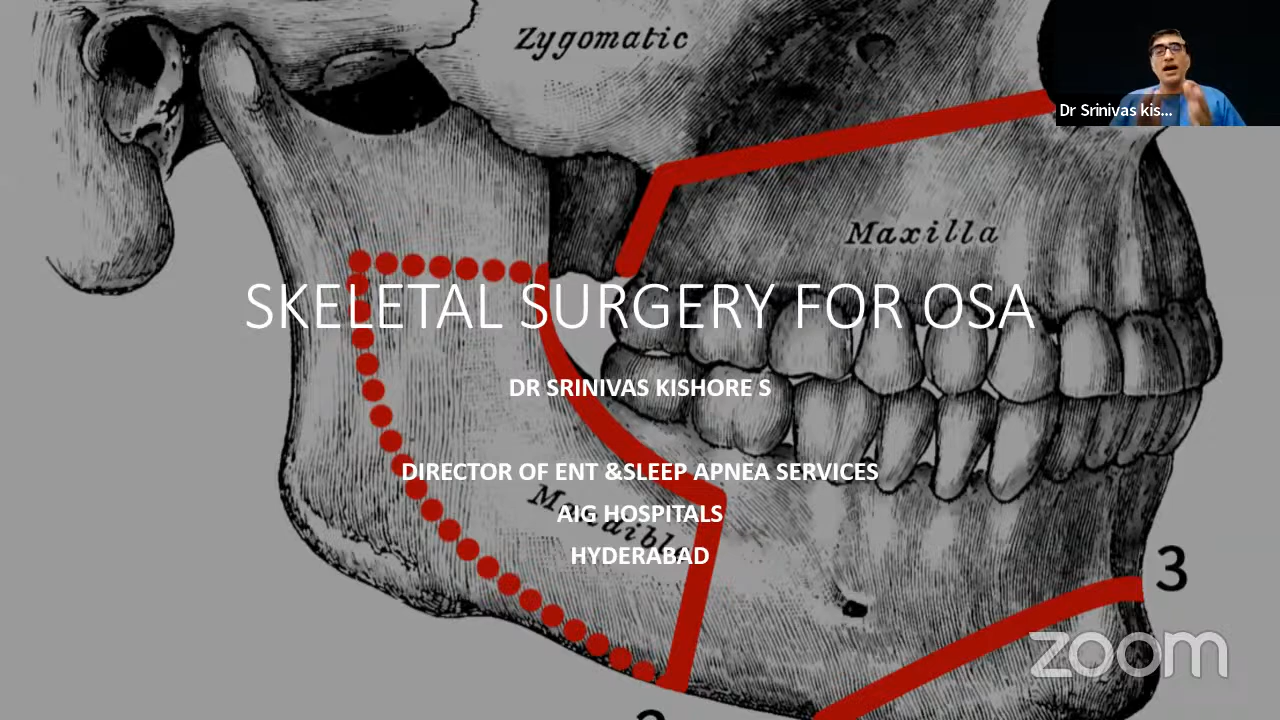 Zygomatic
Dr Srinivas kis...
Maxilla
SKELETAL SURGERY FOR OSA
DR SRINIVAS KISHORE S
DIRECTOR OF ENT &SLEEP APNEA SERVICES
AIG HOSPITALS
HYDERABAD
3
zoom